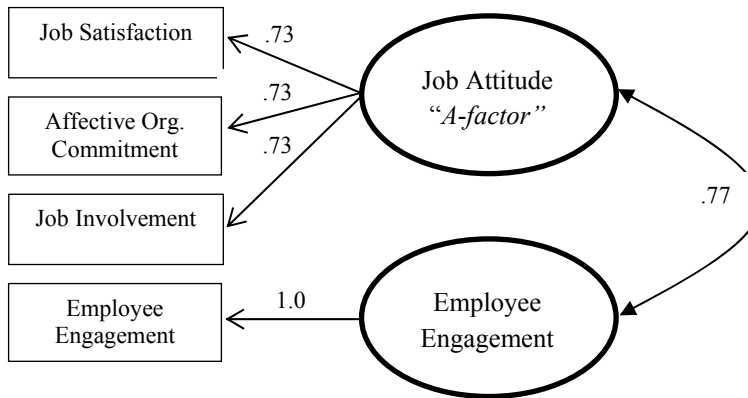 Job Satisfaction
.73
Affective Org.
Commitment
.73
Job Involvement
.73
Job Attitude
“A-factor”
.77
Employee
Engagement
1.0
Employee
Engagement